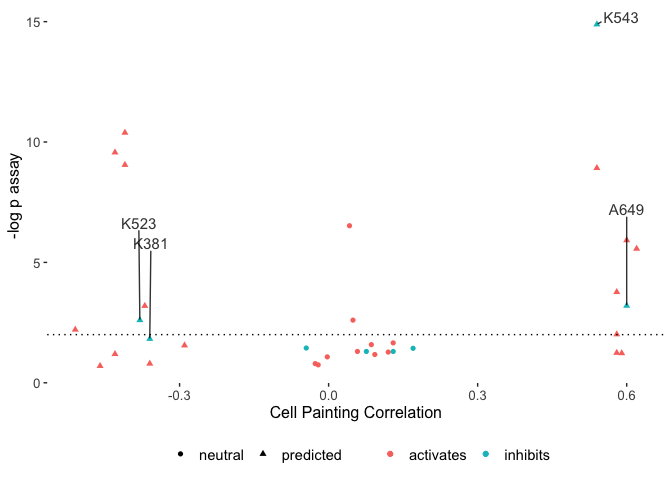 15
K543
10
-log p assay
K523
A649
K381
5
0
-0.3
0.0
0.3
0.6
Cell Painting Correlation
neutral predicted activates inhibits